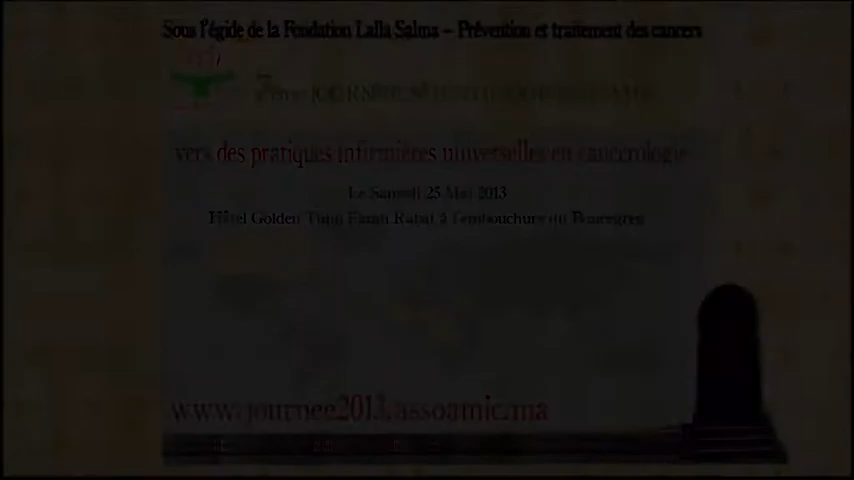 Sous l'égide de la Fondation Lalla Salma – Prévention et traitement des cancers
vers des pratiques infirmières universelles en cancerologie
Le Samedi 25 Mai 2013
Hôtel Golden Tulip Farah Rabat à l'embouchure du Bouregreg
www.journee2013.assoamic.ma